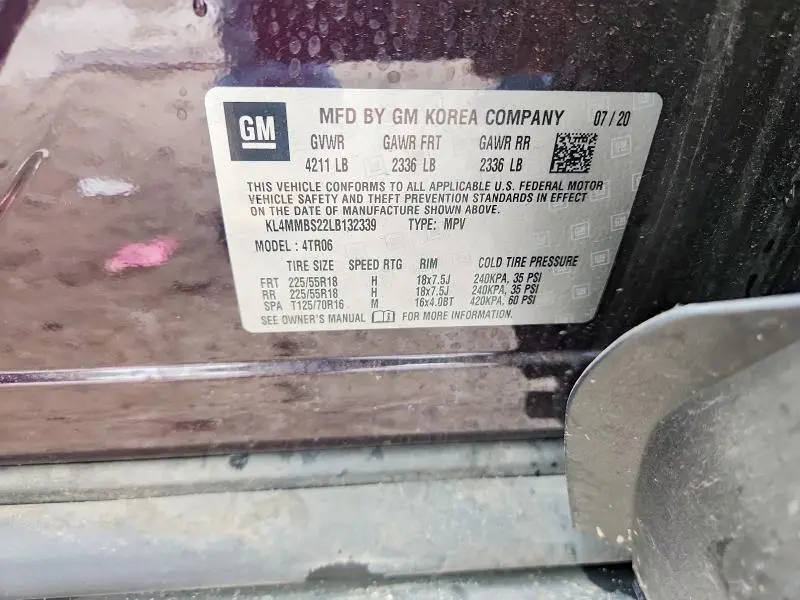 GM
MFD BY GM KOREA COMPANY 07/20
GVWR GAWR FRT GAWR RR
4211 LB 2336 LB 2336 LB
THIS VEHICLE CONFORMS TO ALL APPLICABLE U.S. FEDERAL MOTOR
VEHICLE SAFETY AND THEFT PREVENTION STANDARDS IN EFFECT
ON THE DATE OF MANUFACTURE SHOWN ABOVE.
KL4MMBS22LB132339 TYPE: MPV
MODEL: 4TR06
TIRE SIZE SPEED RTG RIM COLD TIRE PRESSURE
FRT 225/55R18 H 18x7.5J 240KPA, 35 PSI
RR 225/55R18 H 18x7.5J 240KPA, 35 PSI
SPA T125/70R16 M 16x4.0BT 420KPA, 60 PSI
SEE OWNER'S MANUAL FOR MORE INFORMATION.